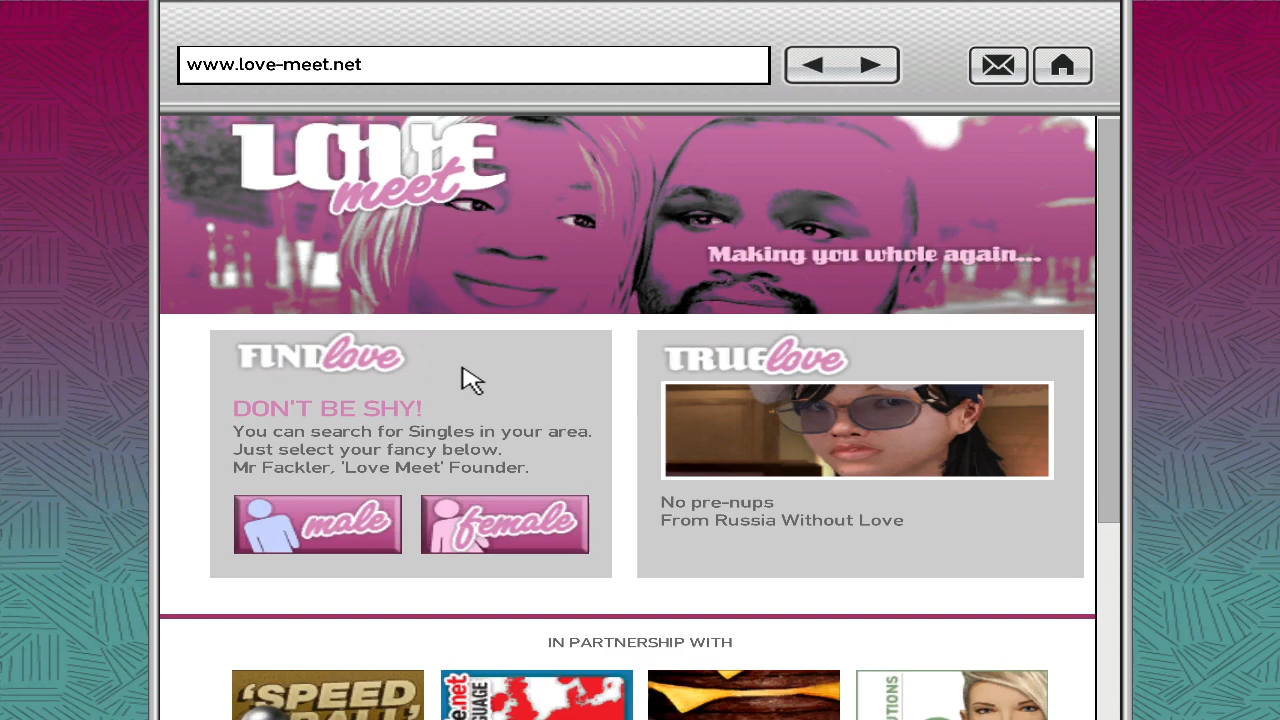 www.love-meet.net
LOVE
meet
Making you whole again...
FINDlove
DON'T BE SHY!
You can search for Singles in your area.
Just select your fancy below.
Mr Fackler, 'Love Meet' Founder.
male
female
TRUElove
No pre-nups
From Russia Without Love
IN PARTNERSHIP WITH
'SPEED
BALL'